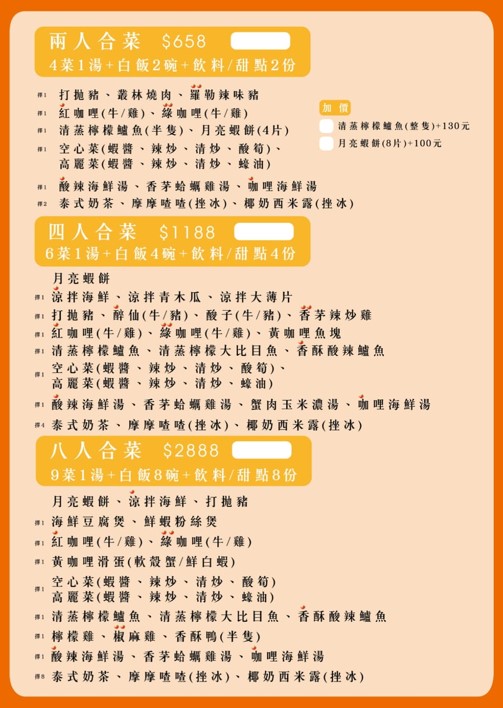 兩人合菜 $658
4菜1湯+白飯2碗+飲料/甜點2份
擇1 打拋豬、叢林燒肉、羅勒辣味豬
擇1 紅咖哩(牛/雞)、綠咖哩(牛/雞)
擇1 清蒸檸檬鱸魚(半隻)、月亮蝦餅(4片)
擇1 空心菜(蝦醬、辣炒、清炒、酸筍)、
高麗菜(蝦醬、辣炒、清炒、蠔油)
擇1 酸辣海鮮湯、香茅蛤蠣雞湯、咖哩海鮮湯
擇2 泰式奶茶、摩摩喳喳(挫冰)、椰奶西米露(挫冰)
加價
清蒸檸檬鱸魚(整隻)+130元
月亮蝦餅(8片)+100元
四人合菜 $1188
6菜1湯+白飯4碗+飲料/甜點4份
月亮蝦餅
擇1 涼拌海鮮、涼拌青木瓜、涼拌大薄片
擇1 打拋豬、醉仙(牛/豬)、酸子(牛/豬)、香茅辣炒雞
擇1 紅咖哩(牛/雞)、綠咖哩(牛/雞)、黃咖哩魚塊
擇1 清蒸檸檬鱸魚、清蒸檸檬大比目魚、香酥酸辣鱸魚
擇1 空心菜(蝦醬、辣炒、清炒、酸筍)、
高麗菜(蝦醬、辣炒、清炒、蠔油)
擇1 酸辣海鮮湯、香茅蛤蠣雞湯、蟹肉玉米濃湯、咖哩海鮮湯
擇4 泰式奶茶、摩摩喳喳(挫冰)、椰奶西米露(挫冰)
八人合菜 $2888
9菜1湯+白飯8碗+飲料/甜點8份
月亮蝦餅、涼拌海鮮、打拋豬
擇1 海鮮豆腐煲、鮮蝦粉絲煲
擇1 紅咖哩(牛/雞)、綠咖哩(牛/雞)
擇1 黃咖哩滑蛋(軟殼蟹/鮮白蝦)
擇1 空心菜(蝦醬、辣炒、清炒、酸筍)
高麗菜(蝦醬、辣炒、清炒、蠔油)
擇1 清蒸檸檬鱸魚、清蒸檸檬大比目魚、香酥酸辣鱸魚
擇1 檸檬雞、椒麻雞、香酥鴨(半隻)
擇1 酸辣海鮮湯、香茅蛤蠣雞湯、咖哩海鮮湯
擇8 泰式奶茶、摩摩喳喳(挫冰)、椰奶西米露(挫冰)